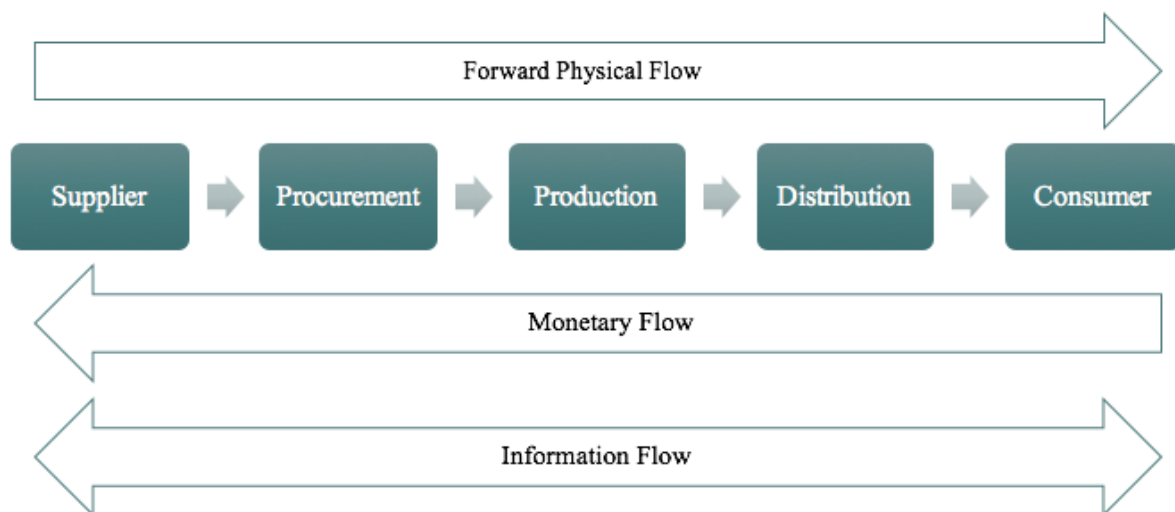 Forward Physical Flow
Supplier
Procurement
Production
Distribution
Consumer
Monetary Flow
Information Flow